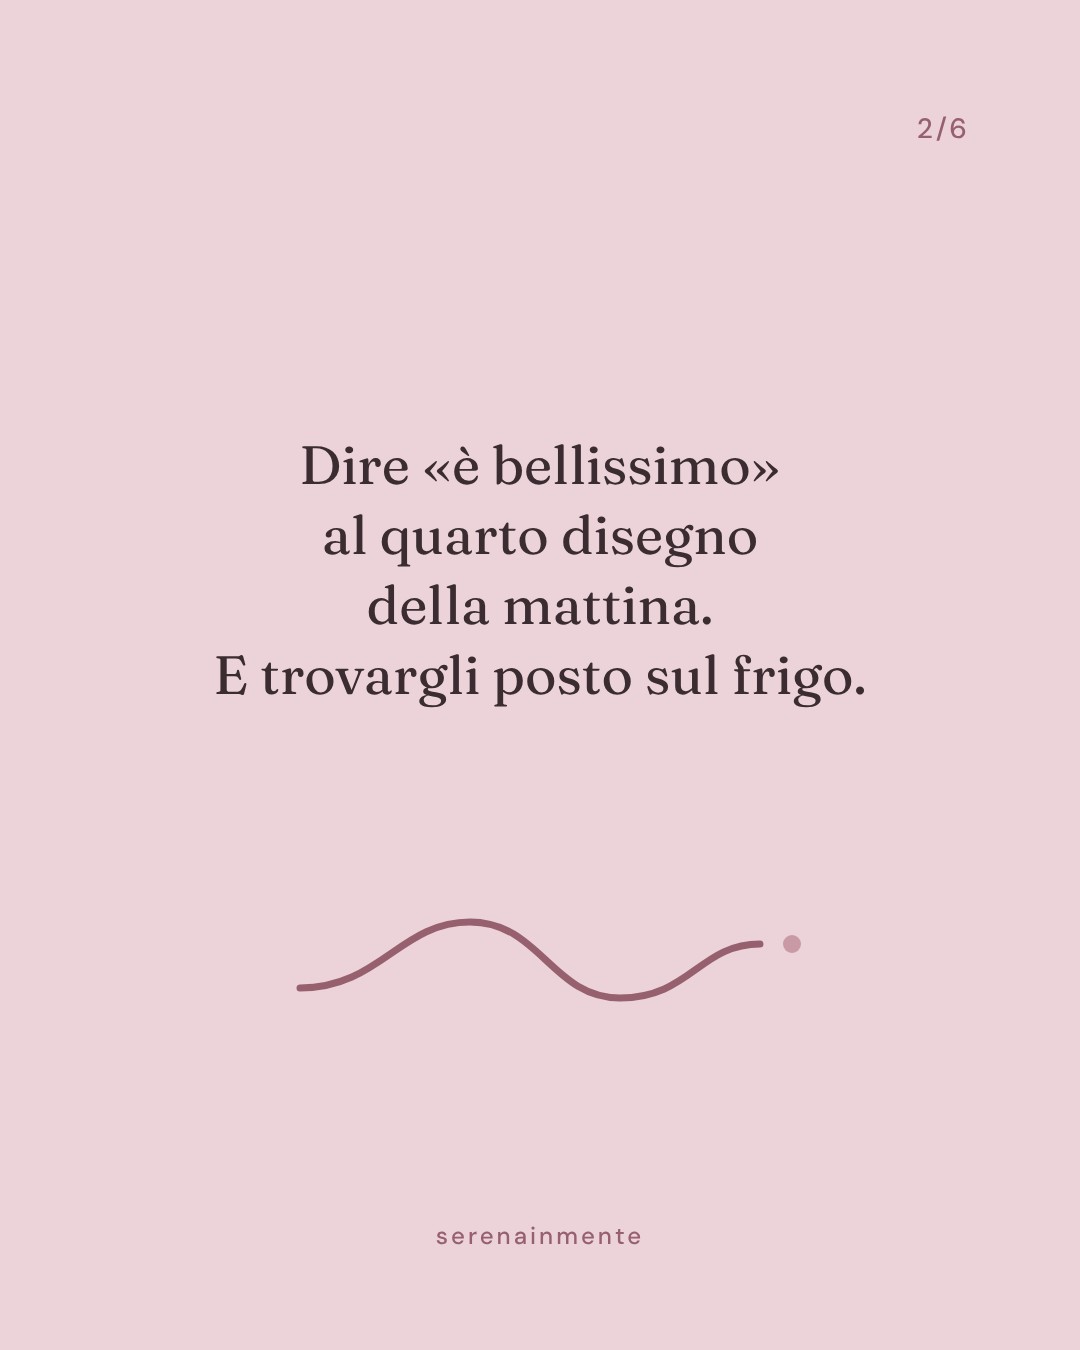 2/6
Dire «è bellissimo»
al quarto disegno
della mattina.
E trovargli posto sul frigo.
serenainmente